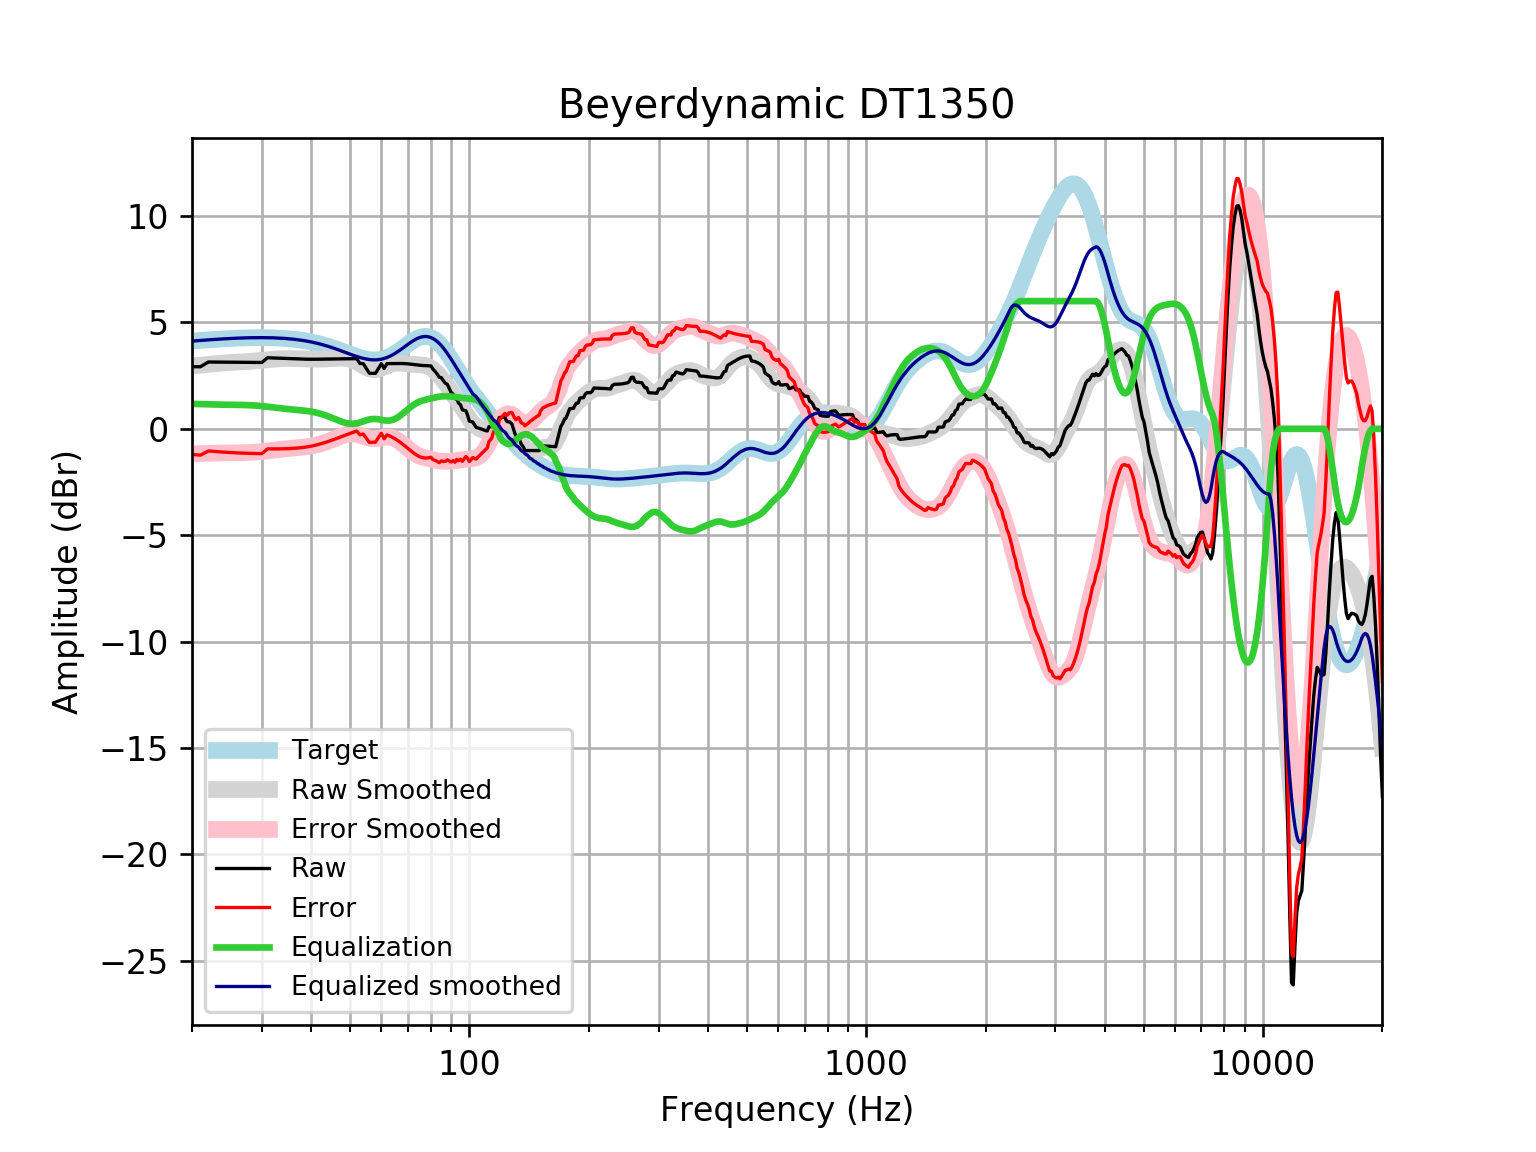 Beyerdynamic DT1350
10
5
0
−5
−10
−15
−20
−25
Amplitude (dBr)
Target
Raw Smoothed
Error Smoothed
Raw
Error
Equalization
Equalized smoothed
100
1000
10000
Frequency (Hz)